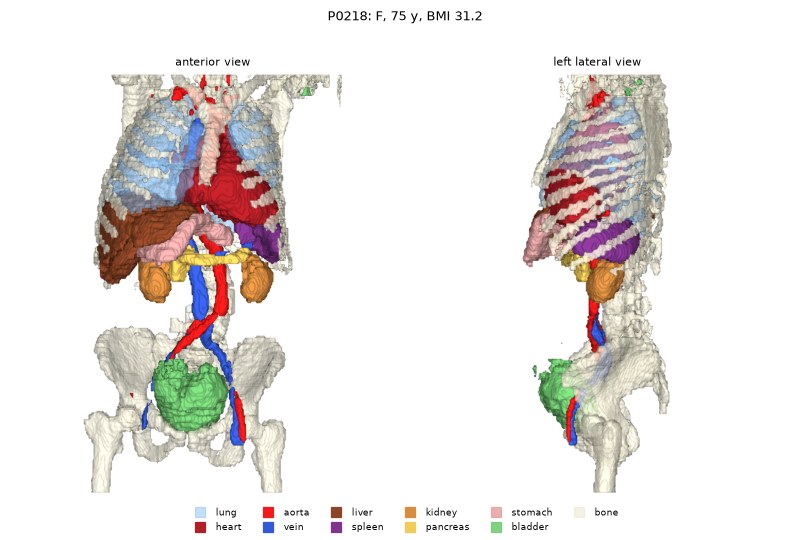 P0218: F, 75 y, BMI 31.2
anterior view
left lateral view
lung
aorta
liver
kidney
stomach
bone
heart
vein
spleen
pancreas
bladder